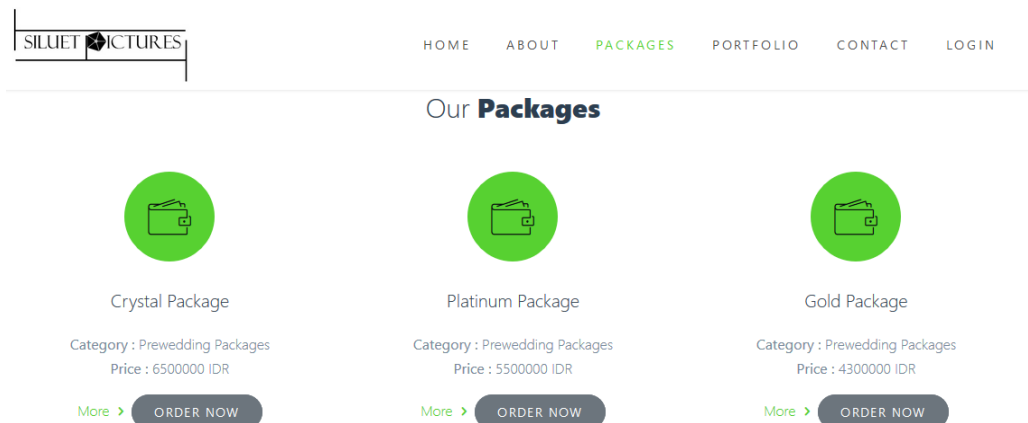 SILUET PICTURES
HOME ABOUT PACKAGES PORTFOLIO CONTACT LOGIN
Our Packages
Crystal Package
Category : Prewedding Packages
Price : 6500000 IDR
More > ORDER NOW
Platinum Package
Category : Prewedding Packages
Price : 5500000 IDR
More > ORDER NOW
Gold Package
Category : Prewedding Packages
Price : 4300000 IDR
More > ORDER NOW